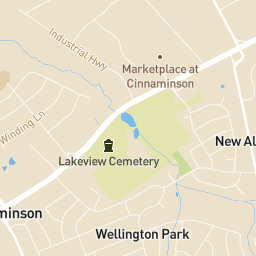 Industrial Hwy
Marketplace at
Cinnaminson
Winding Ln
New Al
Lakeview Cemetery
minson
Wellington Park